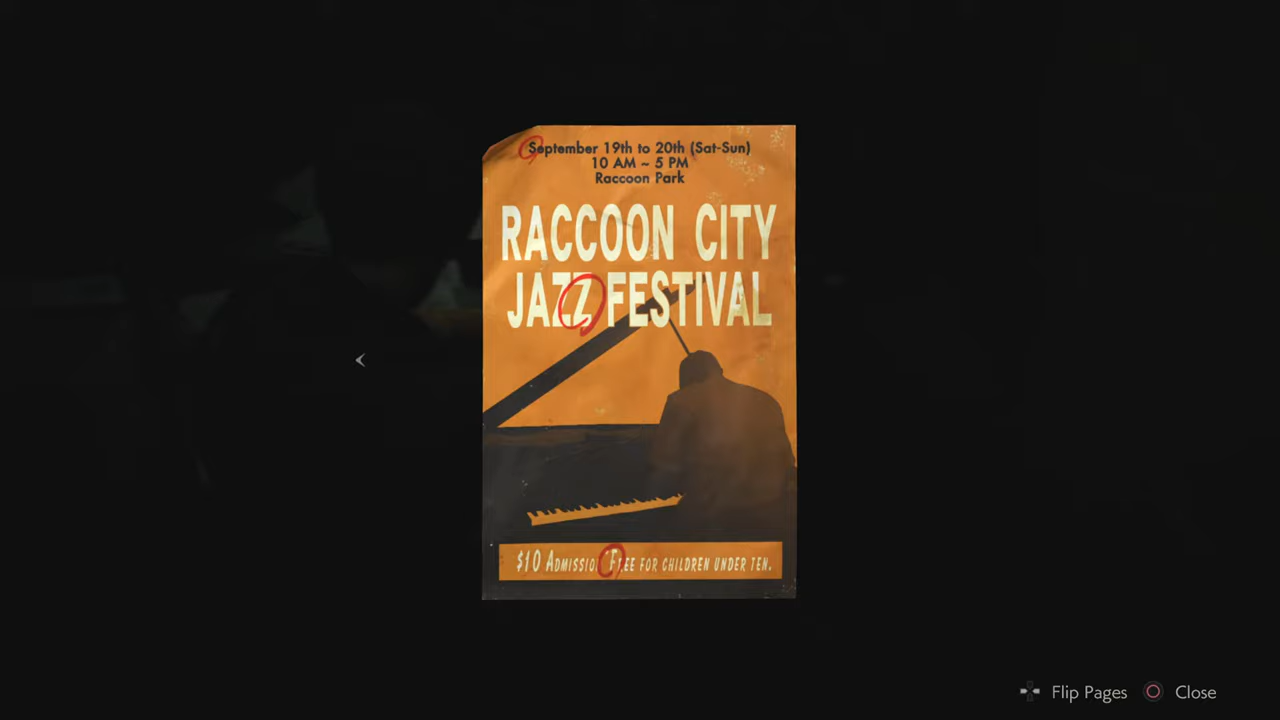 September 19th to 20th (Sat-Sun)
10 AM ~ 5 PM
Raccoon Park
RACCOON CITY
JAZZ FESTIVAL
$10 Admission Free for children under ten.
Flip Pages
Close